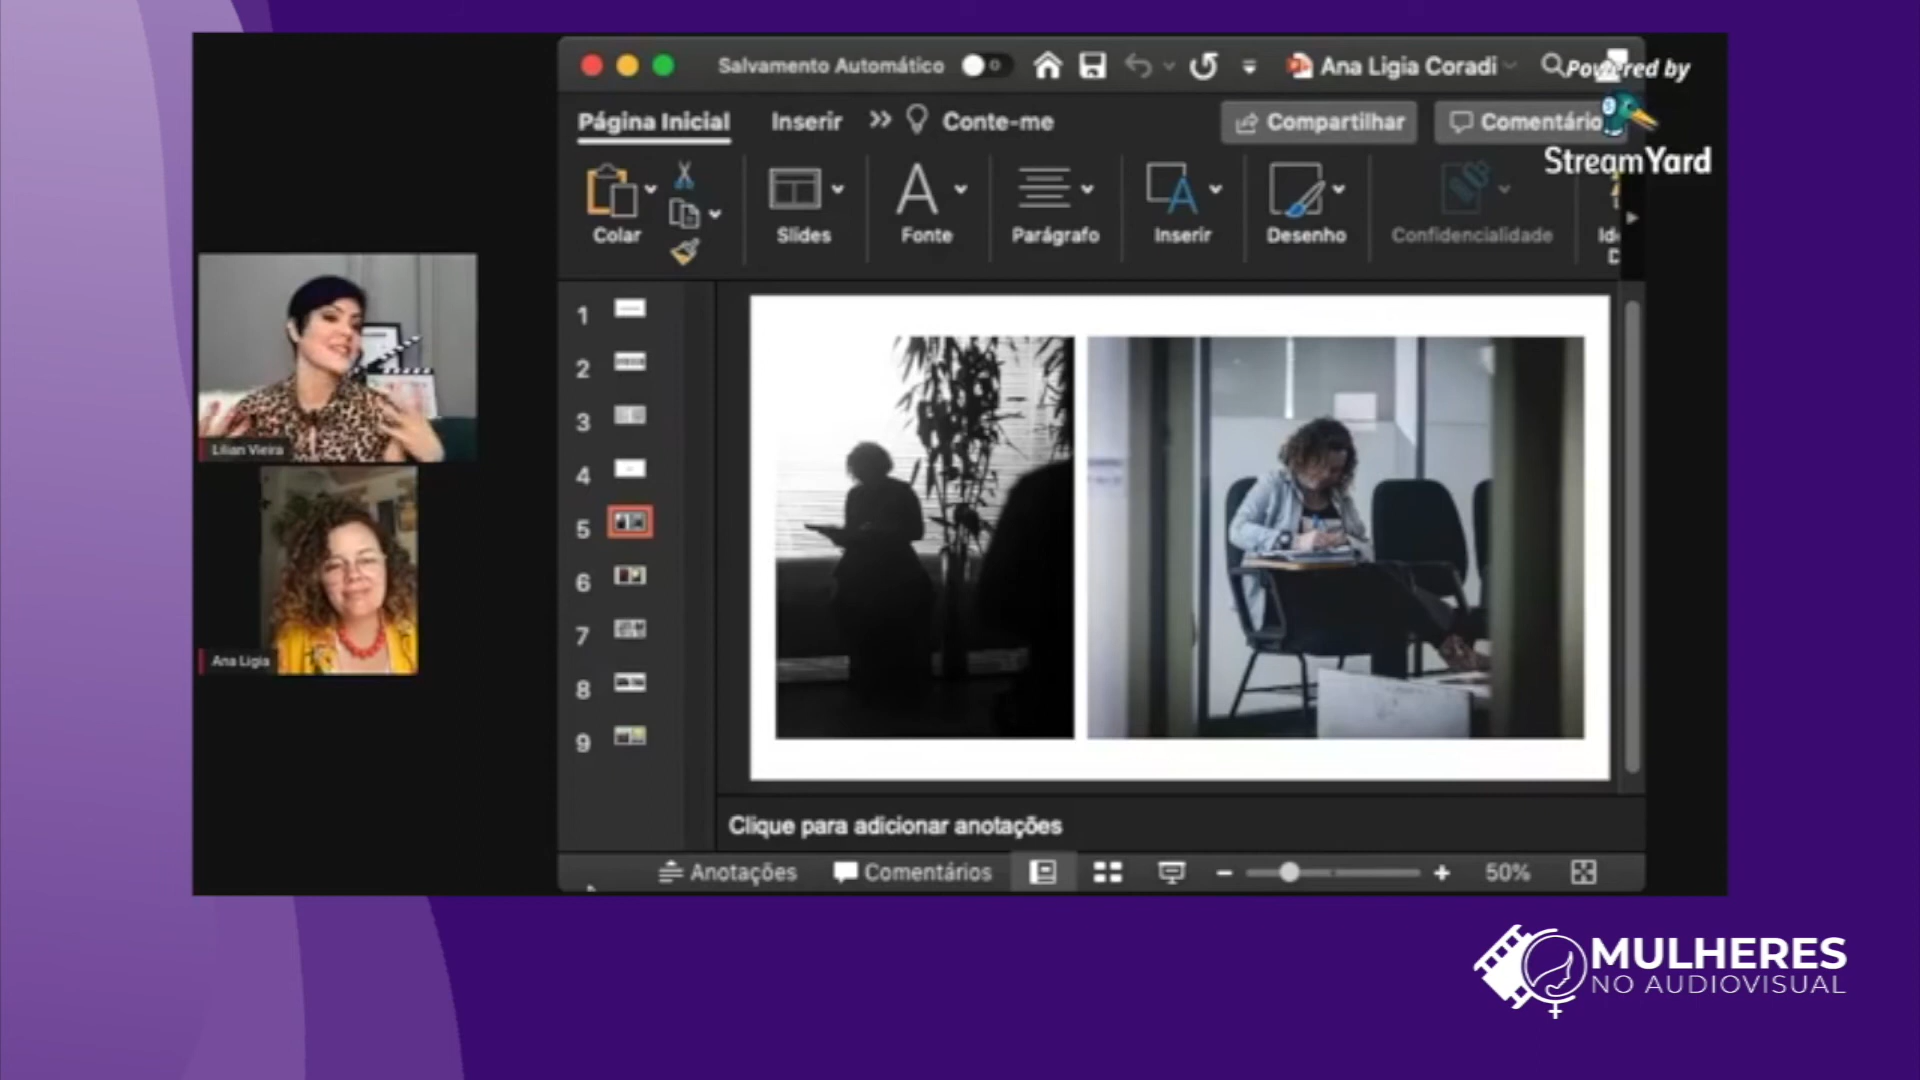 Salvamento Automático
Ana Ligia Coradi
Powered by
StreamYard
Página Inicial
Inserir
Conte-me
Compartilhar
Comentário
Colar
Slides
Fonte
Parágrafo
Inserir
Desenho
Confidencialidade
1
2
3
4
5
6
7
8
9
Lilian Vieira
Ana Ligia
Clique para adicionar anotações
Anotações
Comentários
50%
MULHERES
NO AUDIOVISUAL